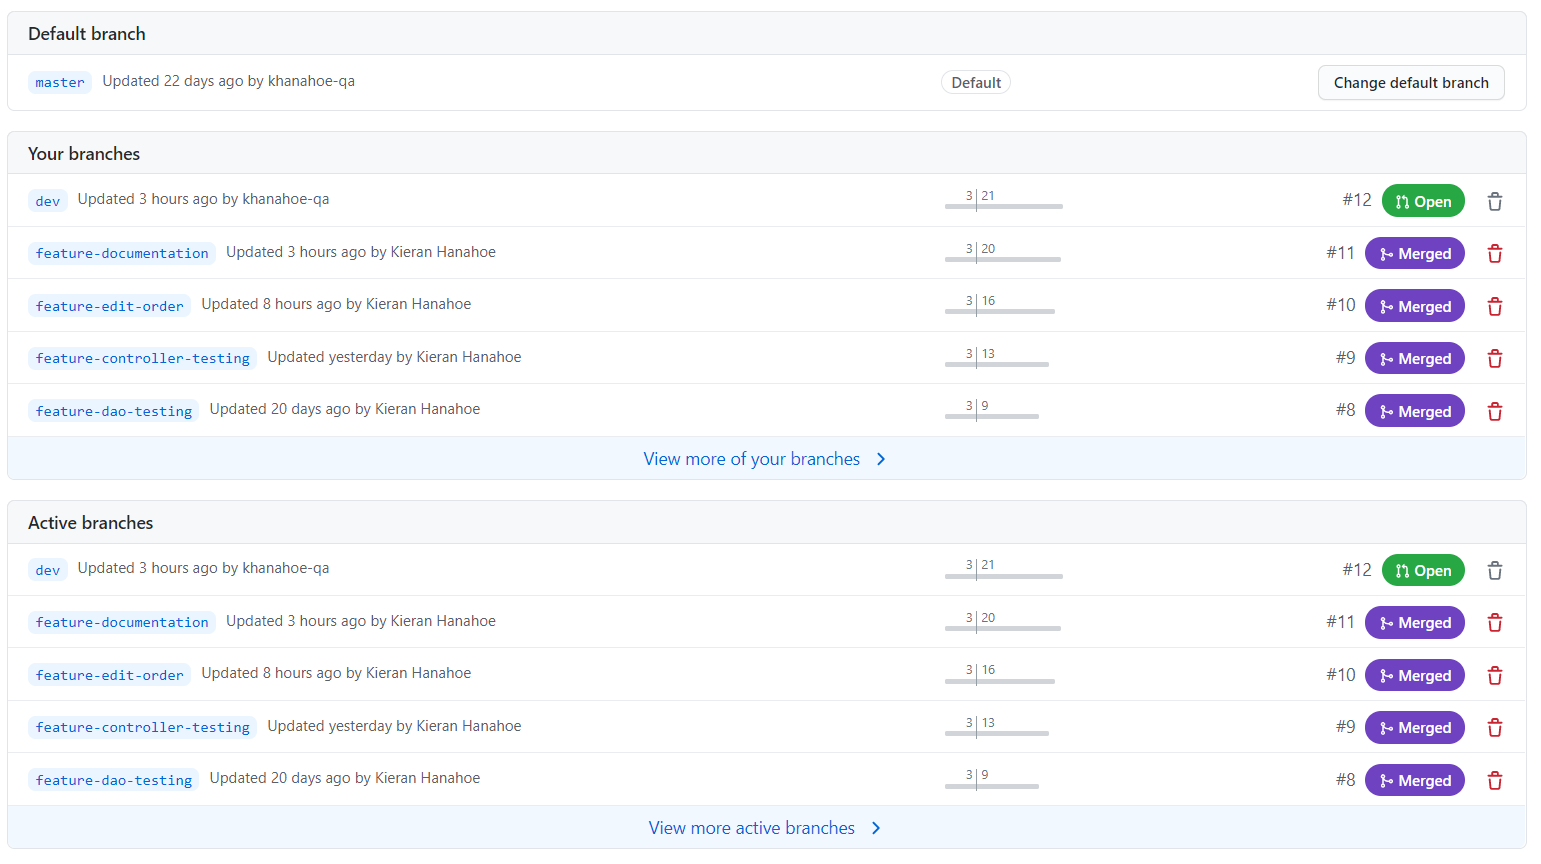 Default branch
master Updated 22 days ago by khanahoe-qa Default Change default branch
Your branches
dev Updated 3 hours ago by khanahoe-qa 3 21 #12 Open
feature-documentation Updated 3 hours ago by Kieran Hanahoe 3 20 #11 Merged
feature-edit-order Updated 8 hours ago by Kieran Hanahoe 3 16 #10 Merged
feature-controller-testing Updated yesterday by Kieran Hanahoe 3 13 #9 Merged
feature-dao-testing Updated 20 days ago by Kieran Hanahoe 3 9 #8 Merged
View more of your branches
Active branches
dev Updated 3 hours ago by khanahoe-qa 3 21 #12 Open
feature-documentation Updated 3 hours ago by Kieran Hanahoe 3 20 #11 Merged
feature-edit-order Updated 8 hours ago by Kieran Hanahoe 3 16 #10 Merged
feature-controller-testing Updated yesterday by Kieran Hanahoe 3 13 #9 Merged
feature-dao-testing Updated 20 days ago by Kieran Hanahoe 3 9 #8 Merged
View more active branches